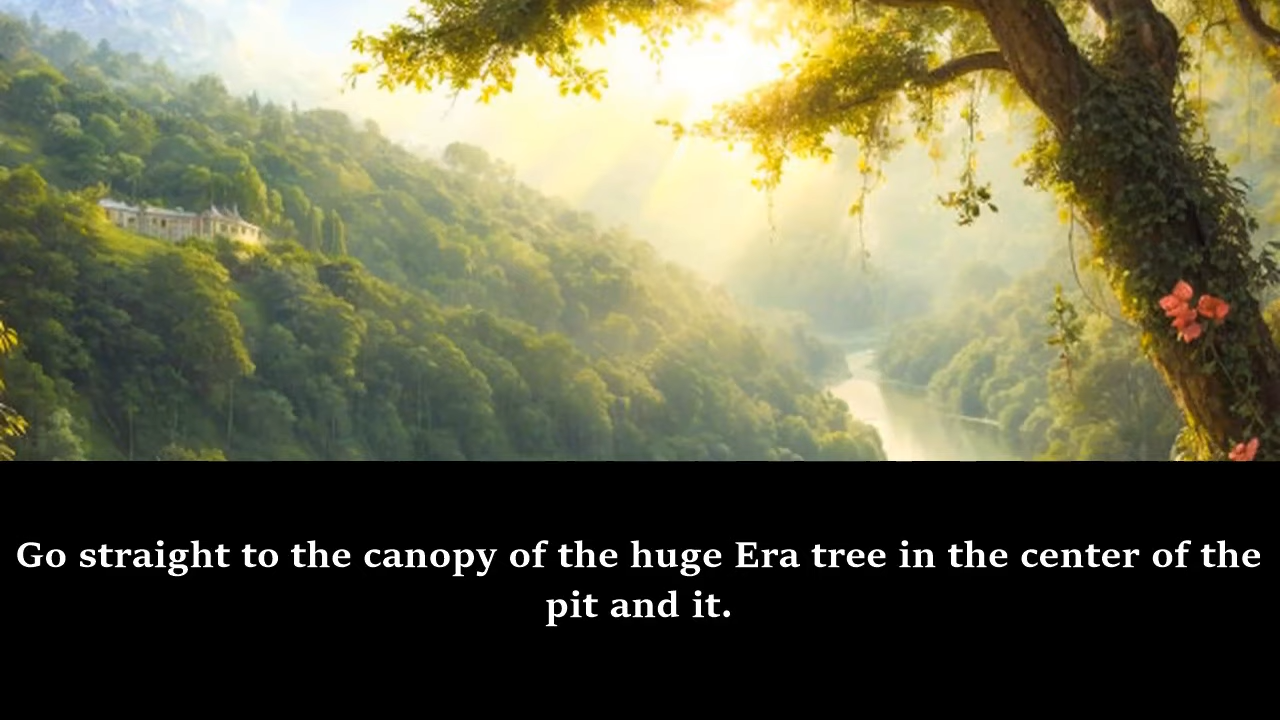 Go straight to the canopy of the huge Era tree in the center of the
pit and it.